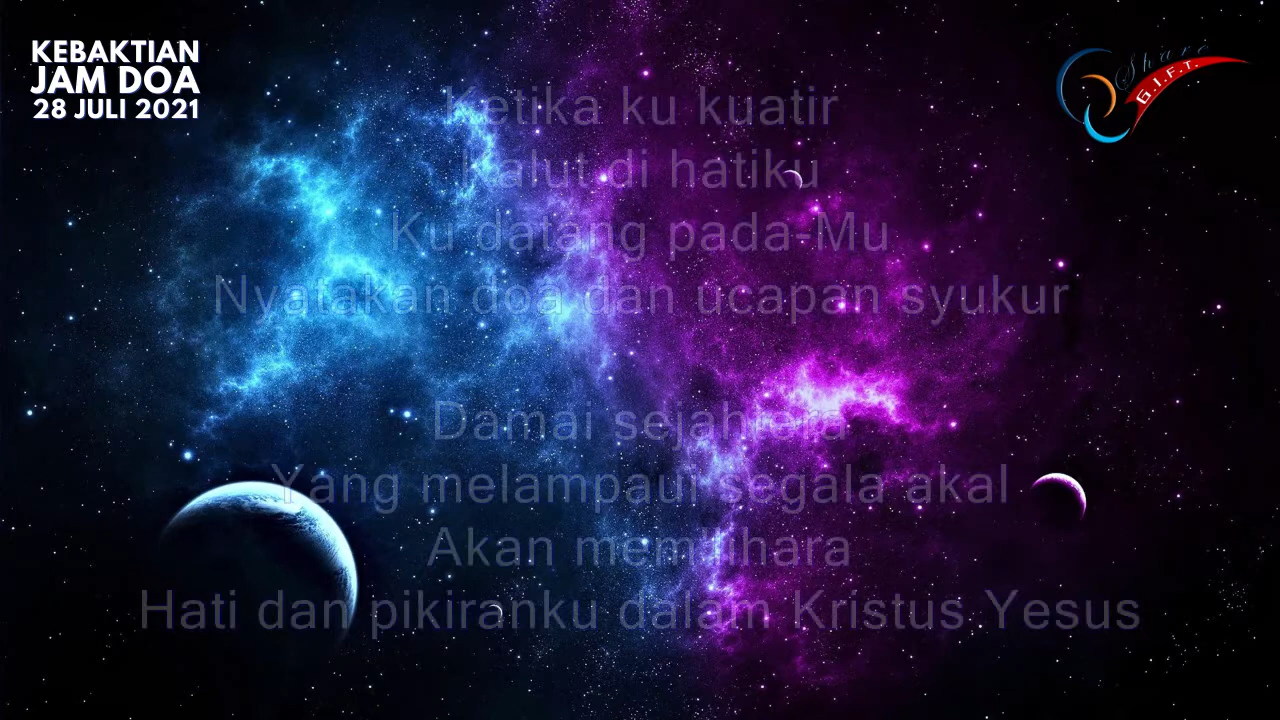 KEBAKTIAN
JAM DOA
28 JULI 2021
Share
G.I.F.T.
Ketika ku kuatir
Kalut di hatiku
Ku datang pada-Mu
Nyatakan doa dan ucapan syukur
Damai sejahtera
Yang melampaui segala akal
Akan memelihara
Hati dan pikiranku dalam Kristus Yesus